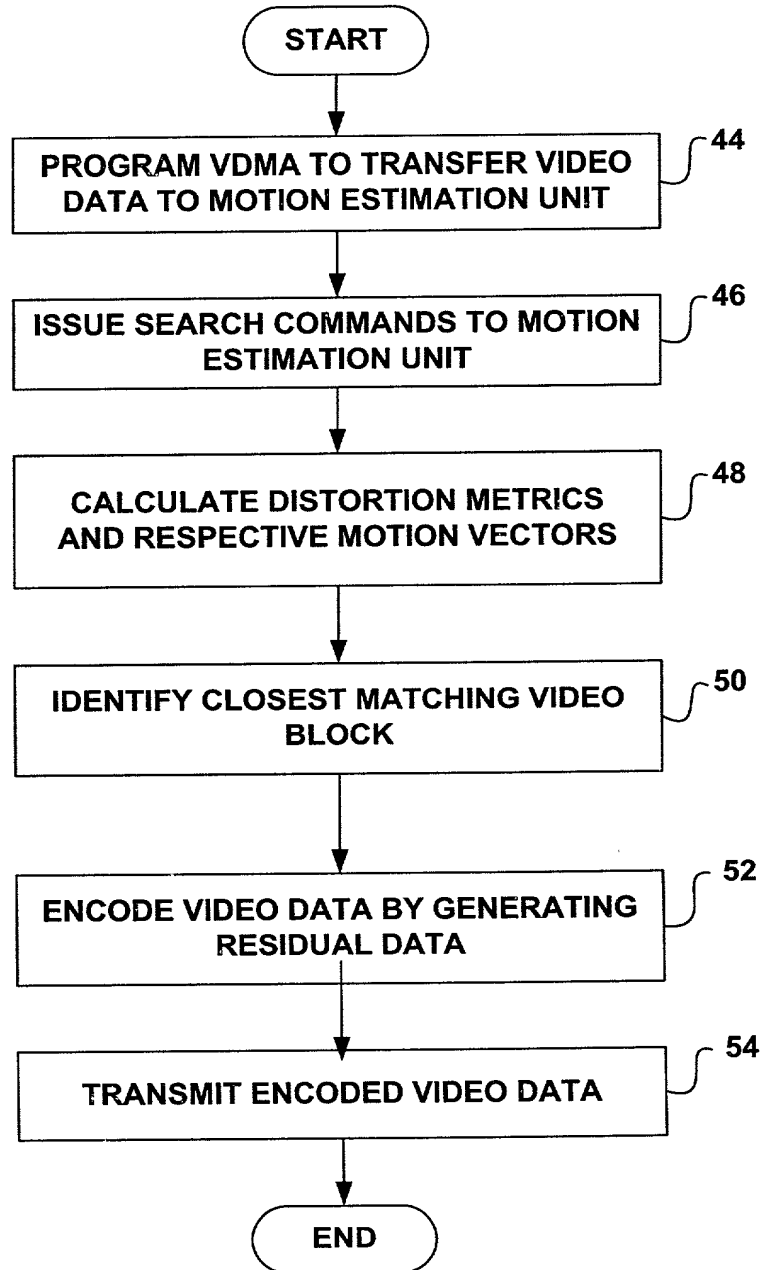 START
44
PROGRAM VDMA TO TRANSFER VIDEO
DATA TO MOTION ESTIMATION UNIT
46
ISSUE SEARCH COMMANDS TO MOTION
ESTIMATION UNIT
48
CALCULATE DISTORTION METRICS
AND RESPECTIVE MOTION VECTORS
50
IDENTIFY CLOSEST MATCHING VIDEO
BLOCK
52
ENCODE VIDEO DATA BY GENERATING
RESIDUAL DATA
54
TRANSMIT ENCODED VIDEO DATA
END